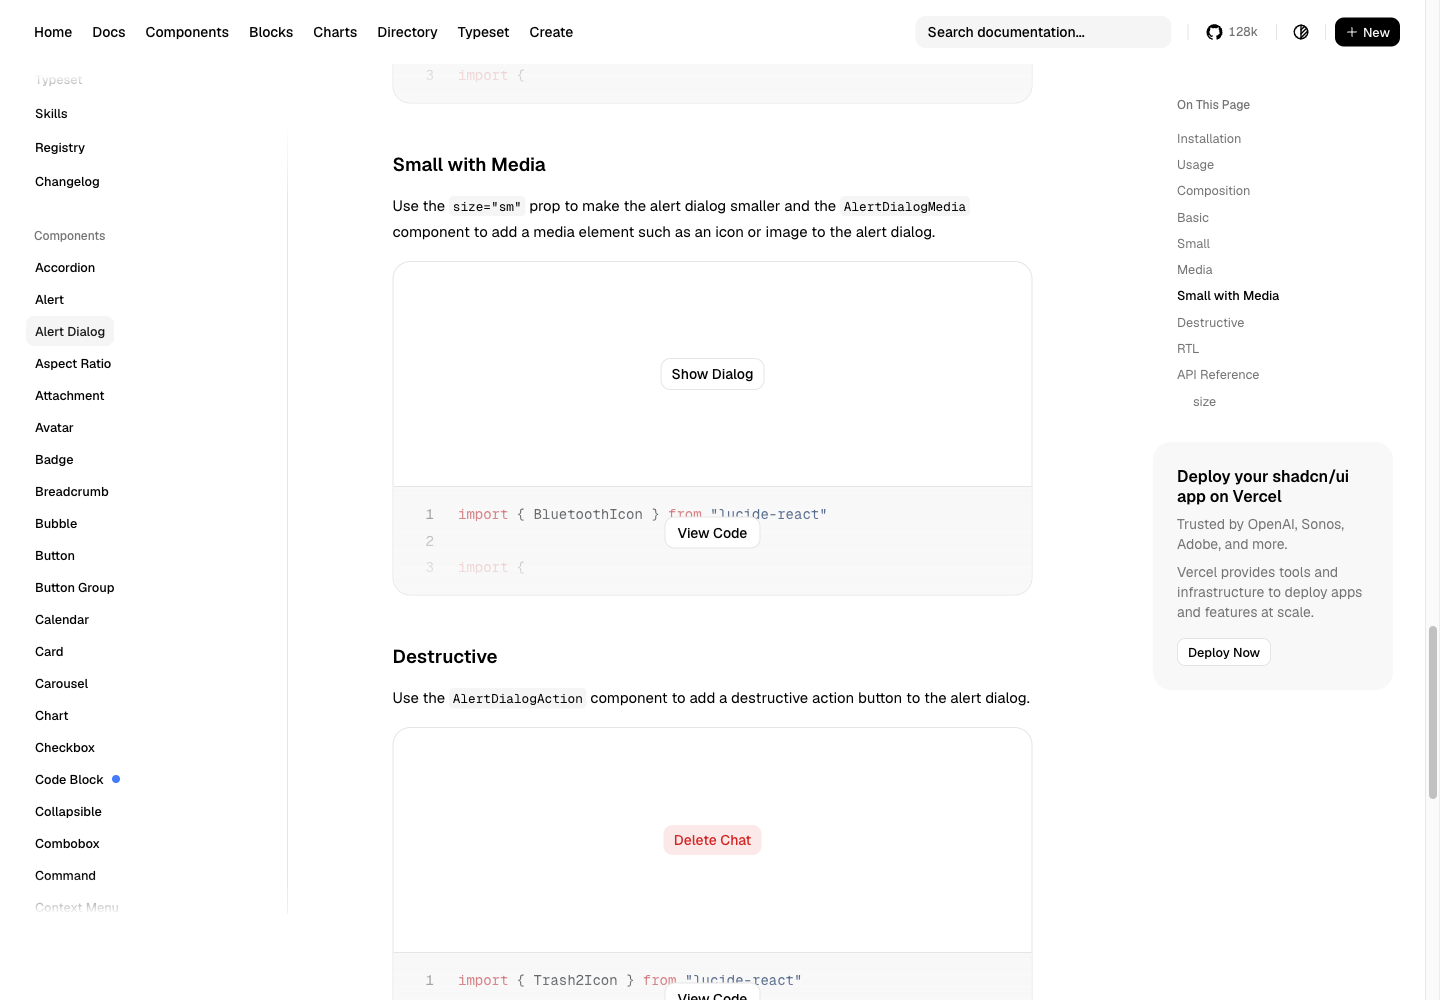 Home Docs Components Blocks Charts Directory Typeset Create
Search documentation...
128k
New
Typeset
Skills
Registry
Changelog
Components
Accordion
Alert
Alert Dialog
Aspect Ratio
Attachment
Avatar
Badge
Breadcrumb
Bubble
Button
Button Group
Calendar
Card
Carousel
Chart
Checkbox
Code Block
Collapsible
Combobox
Command
Context Menu
3 import {
Small with Media
Use the size="sm" prop to make the alert dialog smaller and the AlertDialogMedia
component to add a media element such as an icon or image to the alert dialog.
Show Dialog
1 import { BluetoothIcon } from "lucide-react"
View Code
2
3 import {
Destructive
Use the AlertDialogAction component to add a destructive action button to the alert dialog.
Delete Chat
1 import { Trash2Icon } from "lucide-react"
View Code
On This Page
Installation
Usage
Composition
Basic
Small
Media
Small with Media
Destructive
RTL
API Reference
size
Deploy your shadcn/ui
app on Vercel
Trusted by OpenAI, Sonos,
Adobe, and more.
Vercel provides tools and
infrastructure to deploy apps
and features at scale.
Deploy Now